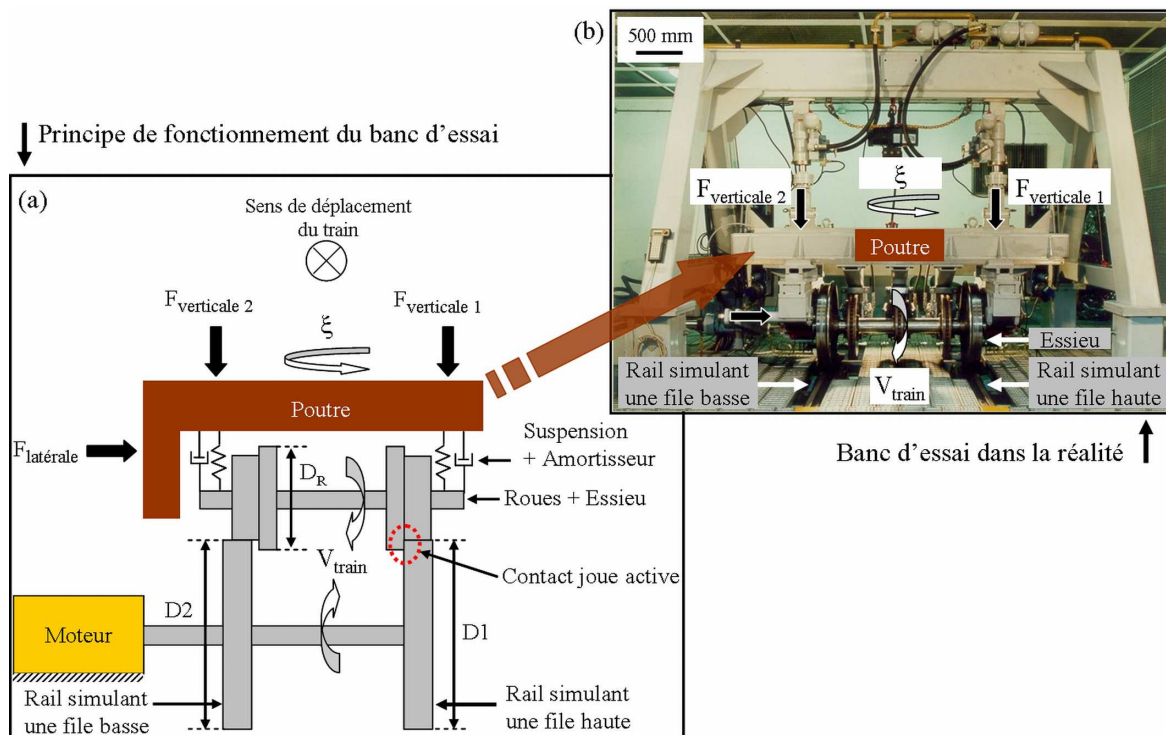 Principe de fonctionnement du banc d'essai
(a)
Sens de déplacement
du train
F verticale 2
F verticale 1
ξ
Poutre
F latérale
Suspension
+ Amortisseur
D R
Roues + Essieu
V train
Contact joue active
D2
D1
Moteur
Rail simulant
une file basse
Rail simulant
une file haute
(b)
500 mm
F verticale 2
ξ
F verticale 1
Poutre
Essieu
Rail simulant
une file basse
V train
Rail simulant
une file haute
Banc d'essai dans la réalité